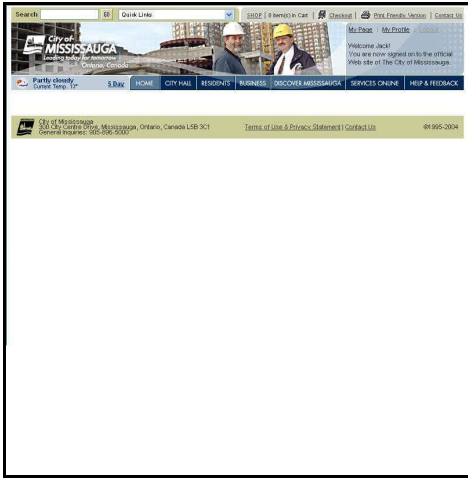 Search GO Quick Links SHOP | 0 Item(s) in Cart | Checkout | Print Friendly Version | Contact Us
My Page My Profile
City of
MISSISSAUGA
Leading today for tomorrow
Ontario, Canada
Welcome Jack!
You are now signed on to the official
Web site of The City of Mississauga.
Partly cloudy
Current Temp. 12° 5 Day HOME CITY HALL RESIDENTS BUSINESS DISCOVER MISSISSAUGA SERVICES ONLINE HELP & FEEDBACK
City of Mississauga
300 City Centre Drive, Mississauga, Ontario, Canada L5B 3C1 Terms of Use & Privacy Statement | Contact Us ©1995-2004
General Inquiries: 905-896-5000